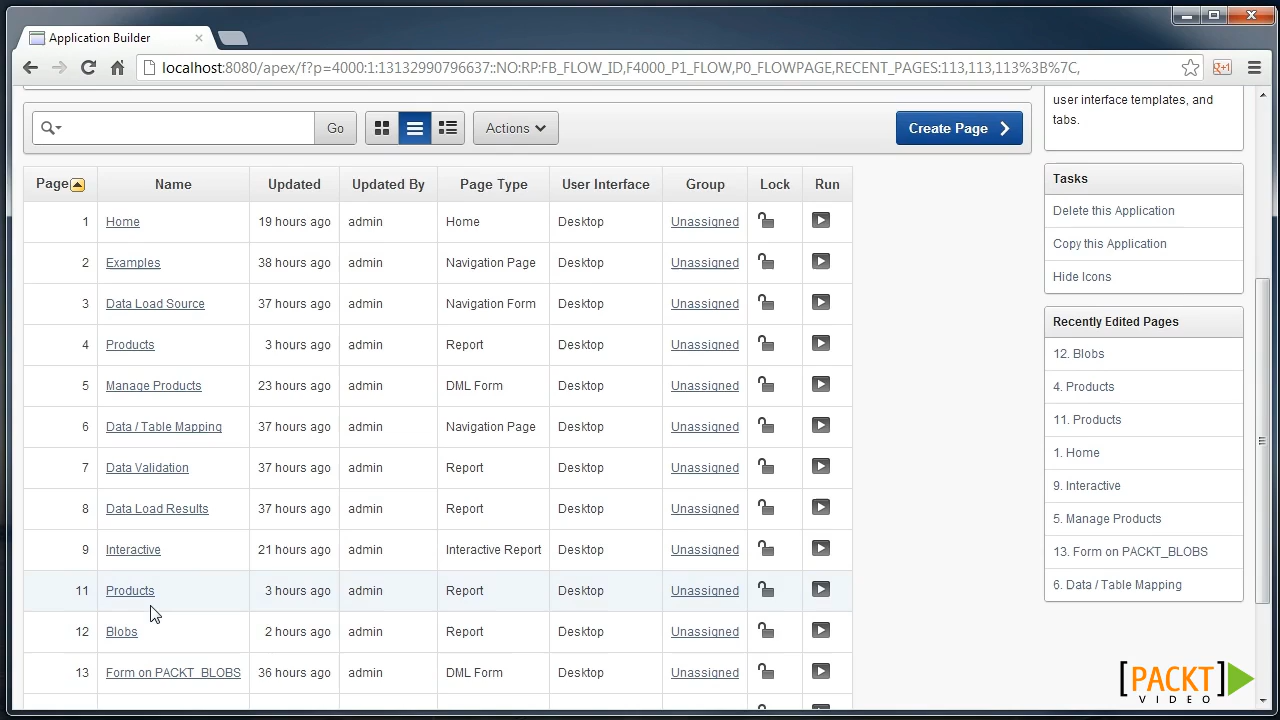 Application Builder
localhost:8080/apex/f?p=4000:1:13132990796637::NO:RP:FB_FLOW_ID,F4000_P1_FLOW,P0_FLOWPAGE,RECENT_PAGES:113,113,113%3B%7C,
user interface templates, and
tabs.
Go
Actions
Create Page
Page Name Updated Updated By Page Type User Interface Group Lock Run
1 Home 19 hours ago admin Home Desktop Unassigned
2 Examples 38 hours ago admin Navigation Page Desktop Unassigned
3 Data Load Source 37 hours ago admin Navigation Form Desktop Unassigned
4 Products 3 hours ago admin Report Desktop Unassigned
5 Manage Products 23 hours ago admin DML Form Desktop Unassigned
6 Data / Table Mapping 37 hours ago admin Navigation Page Desktop Unassigned
7 Data Validation 37 hours ago admin Report Desktop Unassigned
8 Data Load Results 37 hours ago admin Report Desktop Unassigned
9 Interactive 21 hours ago admin Interactive Report Desktop Unassigned
11 Products 3 hours ago admin Report Desktop Unassigned
12 Blobs 2 hours ago admin Report Desktop Unassigned
13 Form on PACKT_BLOBS 36 hours ago admin DML Form Desktop Unassigned
Tasks
Delete this Application
Copy this Application
Hide Icons
Recently Edited Pages
12. Blobs
4. Products
11. Products
1. Home
9. Interactive
5. Manage Products
13. Form on PACKT_BLOBS
6. Data / Table Mapping
[PACKT]
VIDEO